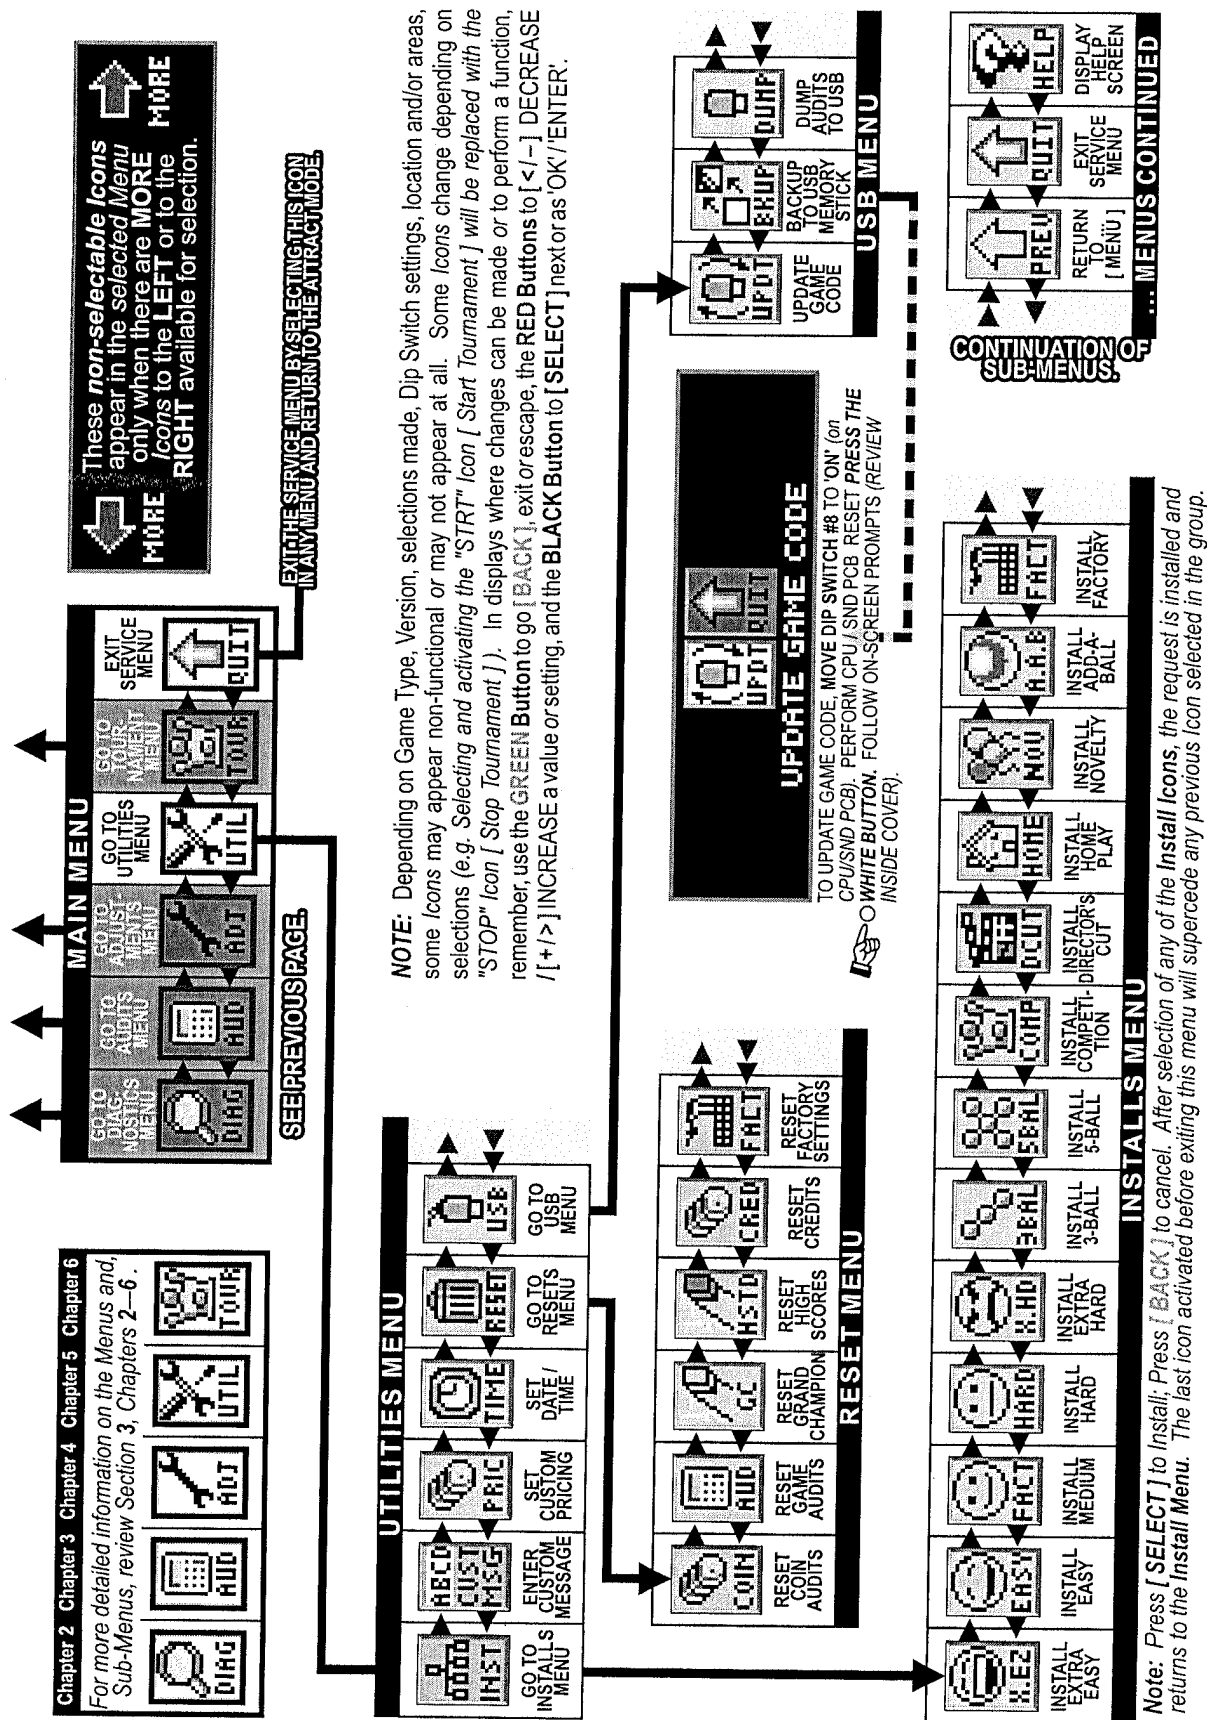 Chapter 2 Chapter 3 Chapter 4 Chapter 5 Chapter 6
For more detailed information on the Menus and,
Sub-Menus, review Section 3, Chapters 2—6 .
DIAG
AUD
ADJ
UTIL
TOUR
MAIN MENU
GO TO
DIAG-
NOSTICS
MENU
GO TO
AUDITS
MENU
GO TO
ADJUST-
MENTS
MENU
GO TO
UTILITIES
MENU
GO TO
TOUR-
NAMENT
MENU
EXIT
SERVICE
MENU
DIAG
AUD
ADJ
UTIL
TOUR
QUIT
SEE PREVIOUS PAGE.
MORE
These non-selectable Icons
appear in the selected Menu
only when there are MORE
Icons to the LEFT or to the
RIGHT available for selection.
MORE
EXIT THE SERVICE MENU BY SELECTING THIS ICON
IN ANY MENU AND RETURN TO THE ATTRACT MODE.
UTILITIES MENU
INST
ABCD
CUST
MSG
PRIC
TIME
RESET
USB
GO TO
INSTALLS
MENU
ENTER
CUSTOM
MESSAGE
SET
CUSTOM
PRICING
SET
DATE /
TIME
GO TO
RESETS
MENU
GO TO
USB
MENU
NOTE: Depending on Game Type, Version, selections made, Dip Switch settings, location and/or areas,
some Icons may appear non-functional or may not appear at all. Some Icons change depending on
selections (e.g. Selecting and activating the "STRT" Icon [ Start Tournament ] will be replaced with the
"STOP" Icon [ Stop Tournament ] ). In displays where changes can be made or to perform a function,
remember, use the GREEN Button to go [ BACK ], exit or escape, the RED Buttons to [ < / – ] DECREASE
/ [ + / > ] INCREASE a value or setting, and the BLACK Button to [ SELECT ] next or as 'OK' / 'ENTER'.
COIN
AUD
GC
HSTD
CRED
FACT
RESET
COIN
AUDITS
RESET
GAME
AUDITS
RESET
GRAND
CHAMPION
RESET
HIGH
SCORES
RESET
CREDITS
RESET
FACTORY
SETTINGS
RESET MENU
UPDT
QUIT
UPDATE GAME CODE
TO UPDATE GAME CODE, MOVE DIP SWITCH #8 TO 'ON' (on
CPU/SND PCB). PERFORM CPU / SND PCB RESET PRESS THE
WHITE BUTTON. FOLLOW ON-SCREEN PROMPTS (REVIEW
INSIDE COVER).
UPDT
BKUP
DUMP
UPDATE
GAME
CODE
BACKUP
TO USB
MEMORY
STICK
DUMP
AUDITS
TO USB
USB MENU
X.EZ
EASY
FACT
HARD
X.HD
3BAL
5BAL
COMP
DCUT
HOME
NOV
A.A.B
FACT
INSTALL
EXTRA
EASY
INSTALL
EASY
INSTALL
MEDIUM
INSTALL
HARD
INSTALL
EXTRA
HARD
INSTALL
3-BALL
INSTALL
5-BALL
INSTALL
COMPETI-
TION
INSTALL
DIRECTOR'S
CUT
INSTALL
HOME
PLAY
INSTALL
NOVELTY
INSTALL
ADD-A-
BALL
INSTALL
FACTORY
INSTALLS MENU
CONTINUATION OF
SUB-MENUS.
PREV
QUIT
HELP
RETURN
TO
[ MENU ]
EXIT
SERVICE
MENU
DISPLAY
HELP
SCREEN
... MENUS CONTINUED
Note: Press [ SELECT ] to Install; Press [ BACK ] to cancel. After selection of any of the Install Icons, the request is installed and
returns to the Install Menu. The last icon activated before exiting this menu will supercede any previous Icon selected in the group.